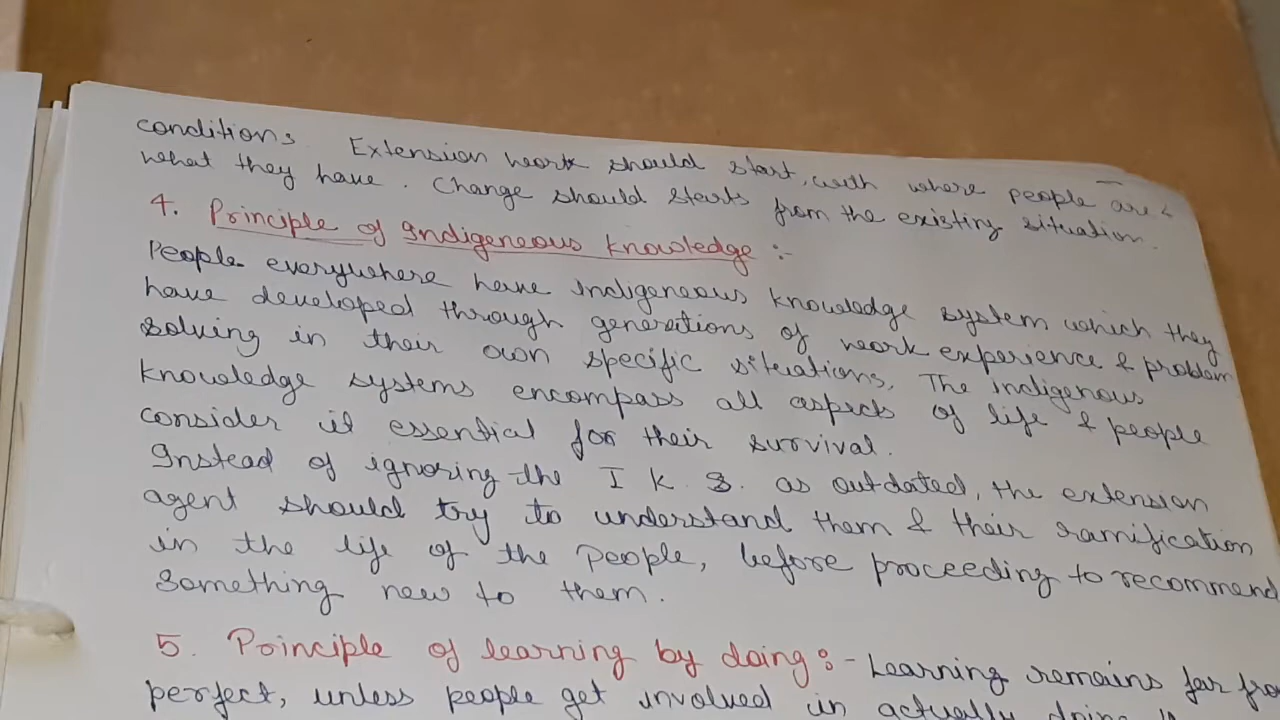 conditions. Extension work should start, with where people are &
what they have. Change should starts from the existing situation.
4. Principle of Indigeneous knowledge :-
People everywhere have indigeneous knowledge system which they
have developed through generations of work experience & problem
solving in their own specific situations. The indigenous
knowledge systems encompass all aspects of life & people
consider it essential for their survival.
Instead of ignoring the I K S. as outdated, the extension
agent should try to understand them & their ramification
in the life of the people, before proceeding to recommend
something new to them.
5. Principle of learning by doing :- Learning remains far from
perfect, unless people get involved in actually doing